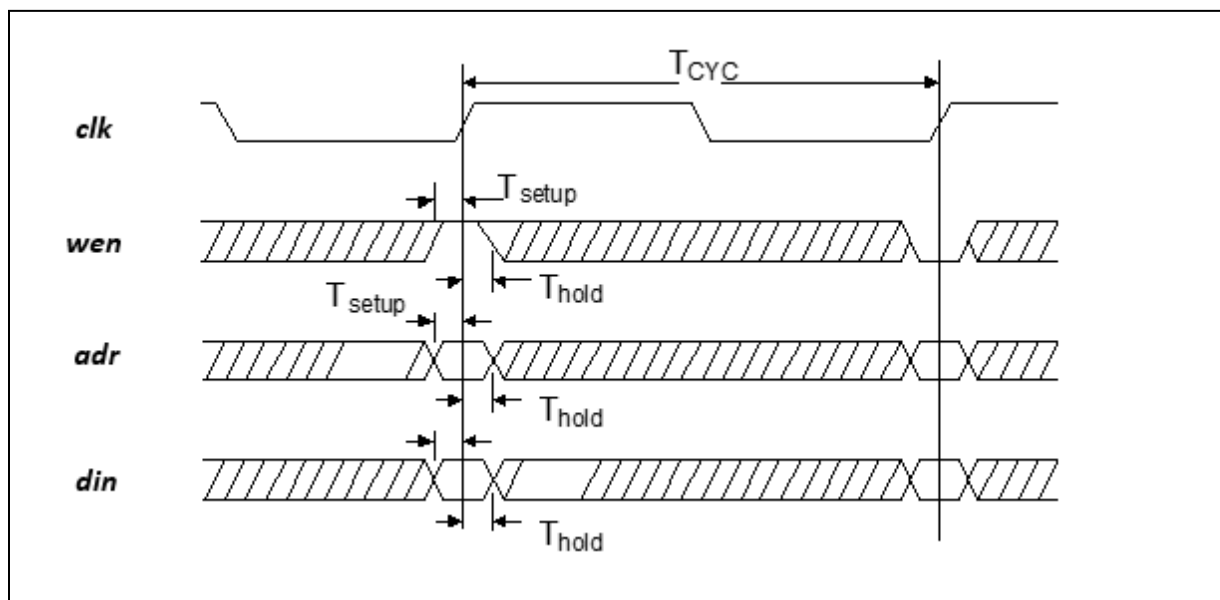 TCYC
clk
Tsetup
wen
Thold
Tsetup
adr
Thold
din
Thold